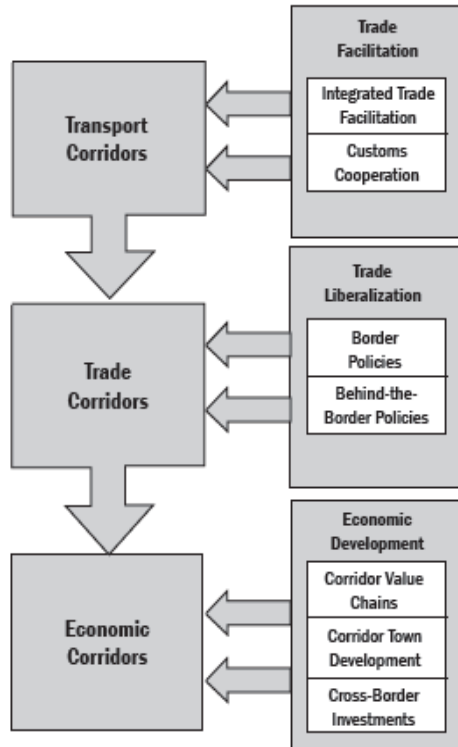 Transport
Corridors
Trade
Facilitation
Integrated Trade
Facilitation
Customs
Cooperation
Trade
Corridors
Trade
Liberalization
Border
Policies
Behind-the-
Border Policies
Economic
Corridors
Economic
Development
Corridor Value
Chains
Corridor Town
Development
Cross-Border
Investments